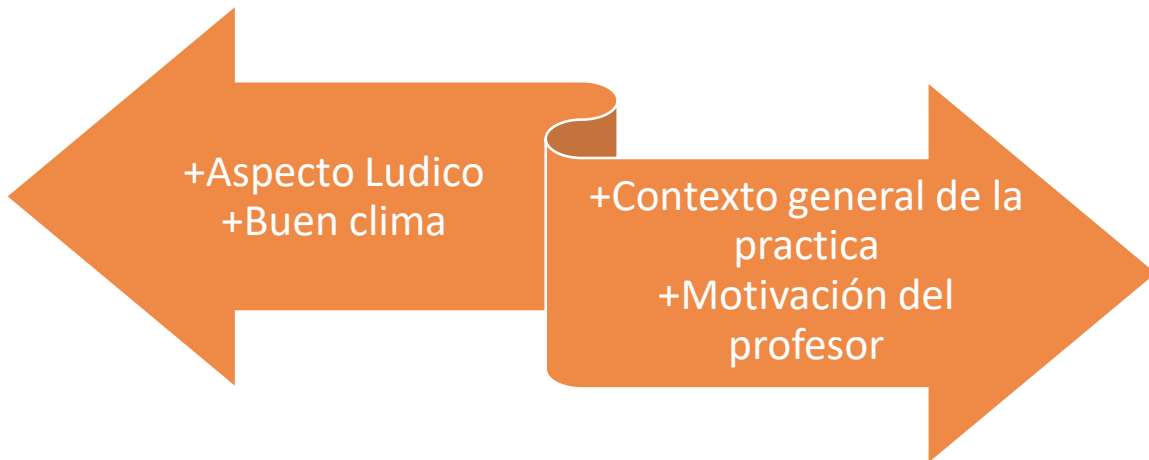 +Aspecto Ludico
+Buen clima
+Contexto general de la
practica
+Motivación del
profesor